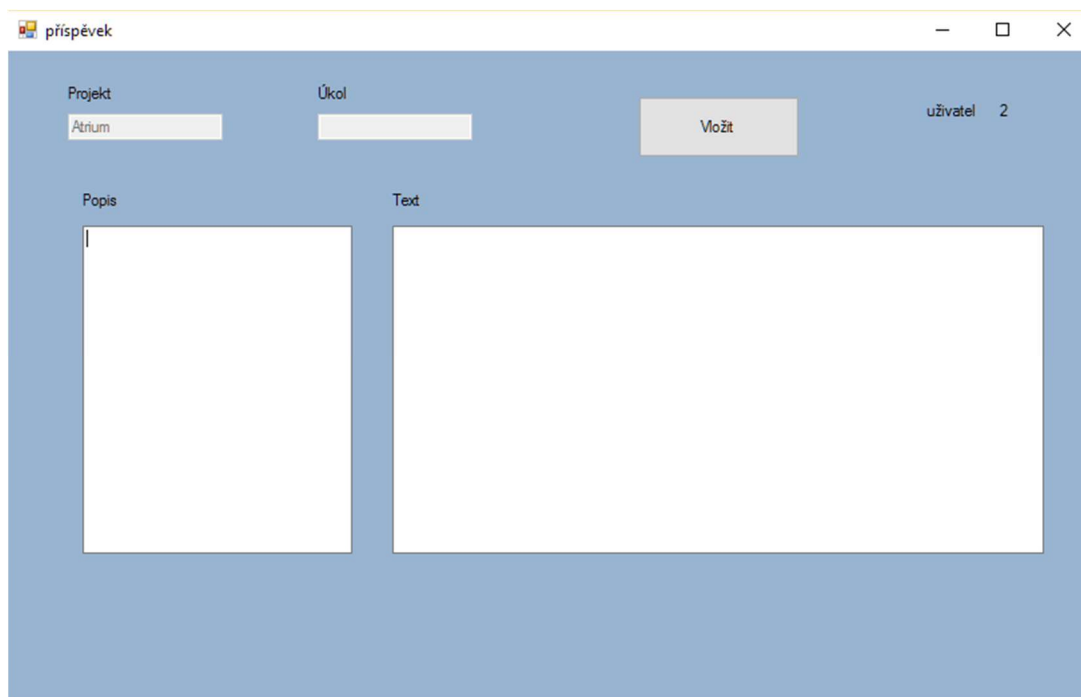 příspěvek
Projekt
Úkol
Atrium
Vložit
uživatel 2
Popis
Text